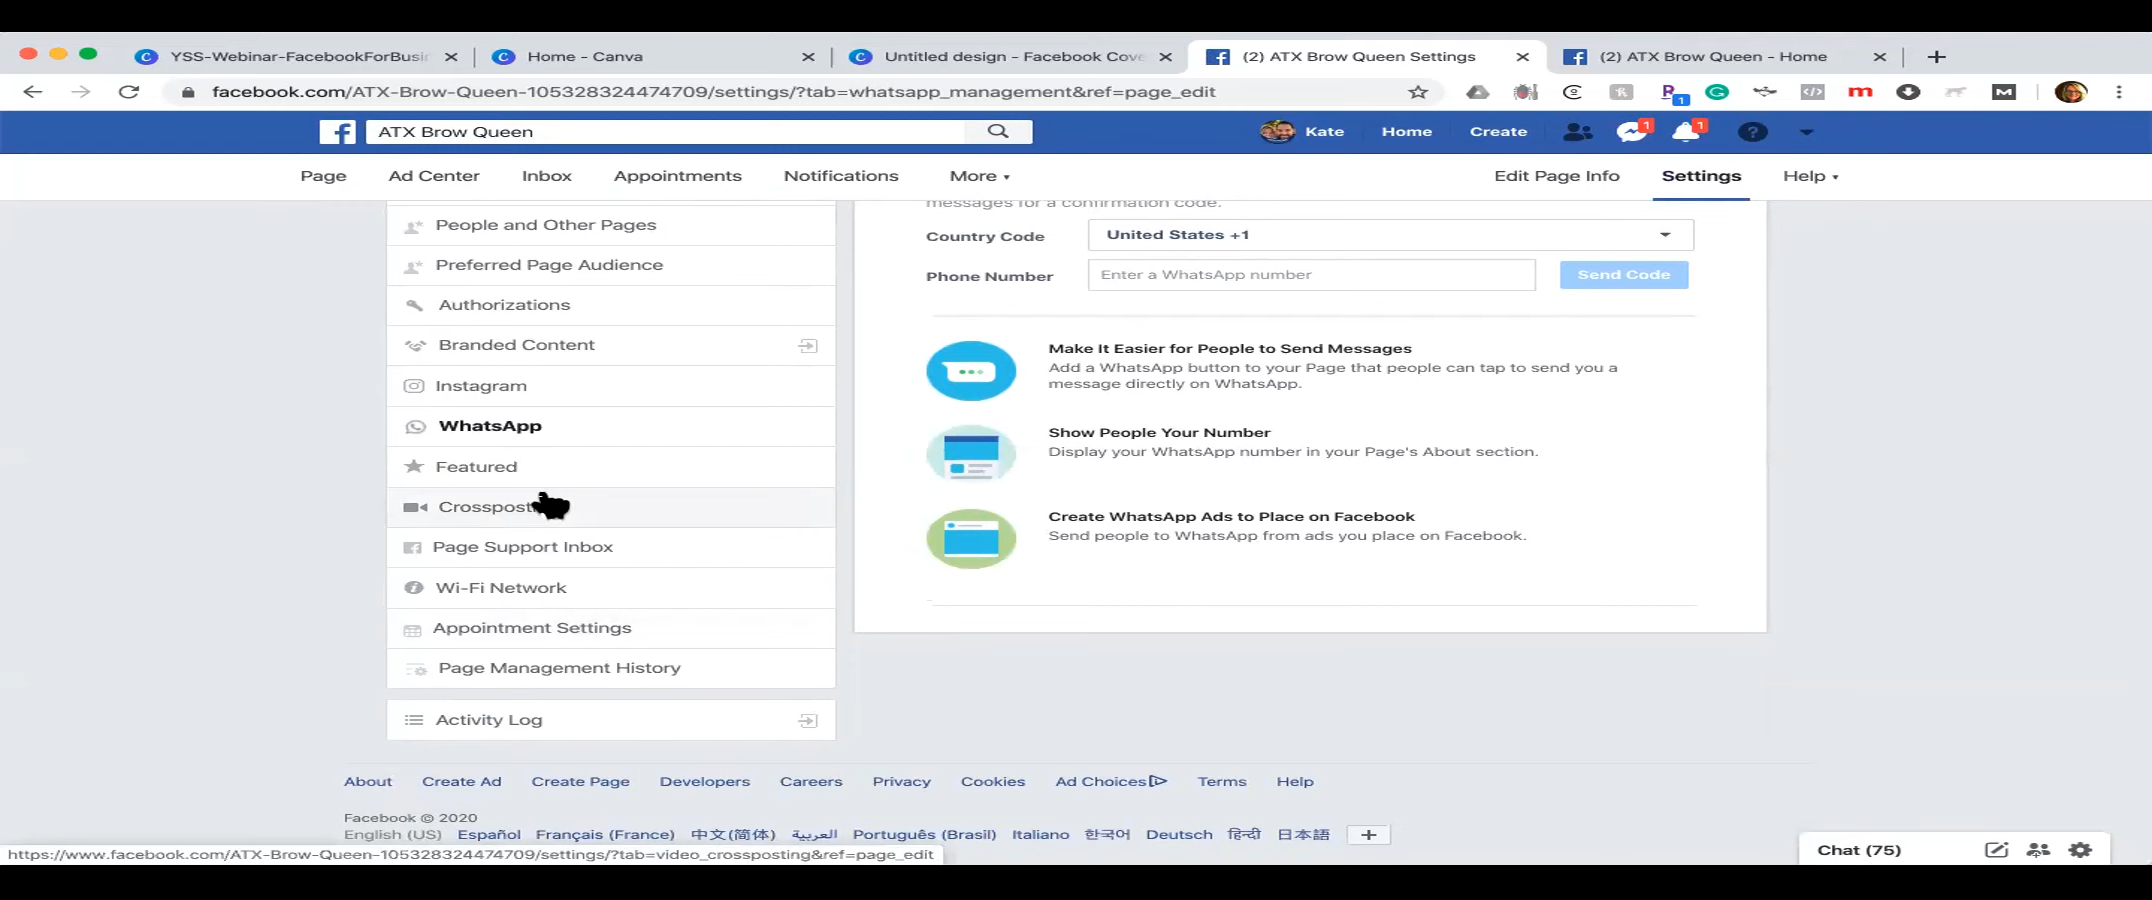 YSS-Webinar-FacebookForBusi
Home - Canva
Untitled design - Facebook Cove
(2) ATX Brow Queen Settings
(2) ATX Brow Queen - Home
facebook.com/ATX-Brow-Queen-105328324474709/settings/?tab=whatsapp_management&ref=page_edit
ATX Brow Queen
Kate
Home
Create
1
1
1
Page
Ad Center
Inbox
Appointments
Notifications
More
Edit Page Info
Settings
Help
People and Other Pages
Preferred Page Audience
Authorizations
Branded Content
Instagram
WhatsApp
Featured
Crosspost
Page Support Inbox
Wi-Fi Network
Appointment Settings
Page Management History
Activity Log
messages for a confirmation code.
Country Code
United States +1
Phone Number
Enter a WhatsApp number
Send Code
Make It Easier for People to Send Messages
Add a WhatsApp button to your Page that people can tap to send you a
message directly on WhatsApp.
Show People Your Number
Display your WhatsApp number in your Page's About section.
Create WhatsApp Ads to Place on Facebook
Send people to WhatsApp from ads you place on Facebook.
About Create Ad Create Page Developers Careers Privacy Cookies Ad Choices Terms Help
Facebook © 2020
English (US) Español Français (France) 中文(简体) العربية Português (Brasil) Italiano 한국어 Deutsch हिन्दी 日本語
https://www.facebook.com/ATX-Brow-Queen-105328324474709/settings/?tab=video_crossposting&ref=page_edit
Chat (75)